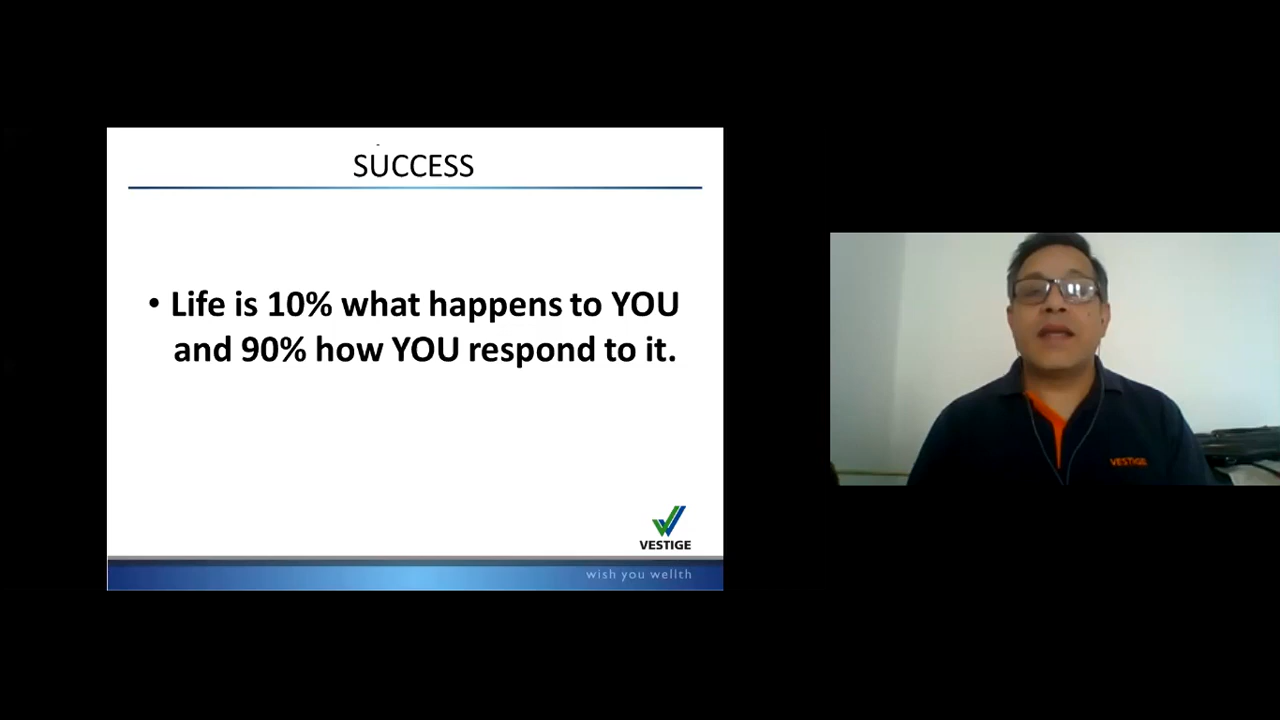 SUCCESS
• Life is 10% what happens to YOU
and 90% how YOU respond to it.
VESTIGE
wish you wellth
VESTIGE